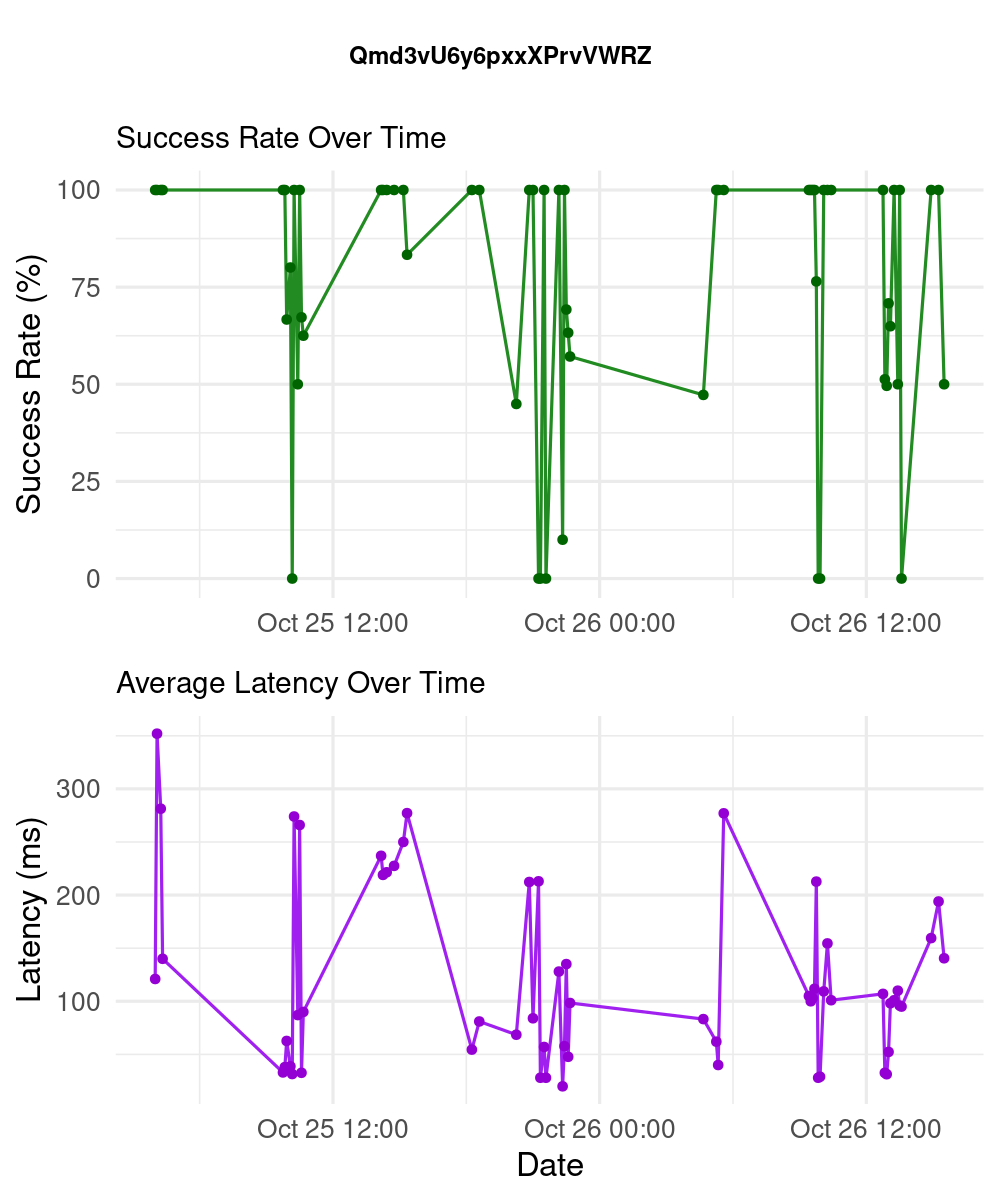 Qmd3vU6y6pxxXPrvVWRZ
Success Rate Over Time
Success Rate (%)
100
75
50
25
0
Oct 25 12:00
Oct 26 00:00
Oct 26 12:00
Average Latency Over Time
Latency (ms)
300
200
100
Oct 25 12:00
Oct 26 00:00
Oct 26 12:00
Date